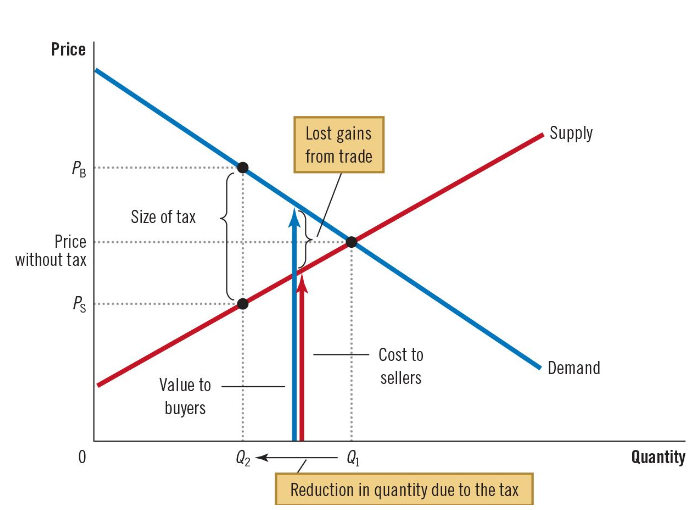 Price
Lost gains
from trade
Supply
P_B
Size of tax
Price
without tax
P_S
Cost to
sellers
Demand
Value to
buyers
0
Q_2
Q_1
Quantity
Reduction in quantity due to the tax